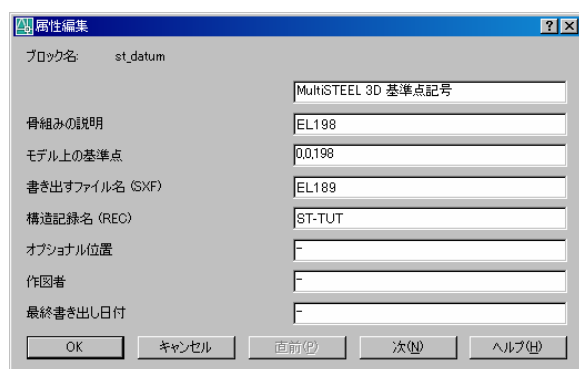 属性編集
ブロック名: st_datum
MultiSTEEL 3D 基準点記号
骨組みの説明 EL198
モデル上の基準点 0,0,198
書き出すファイル名 (SXF) EL189
構造記録名 (REC) ST-TUT
オプショナル位置 -
作図者 -
最終書き出し日付 -
OK キャンセル 直前(P) 次(N) ヘルプ(H)